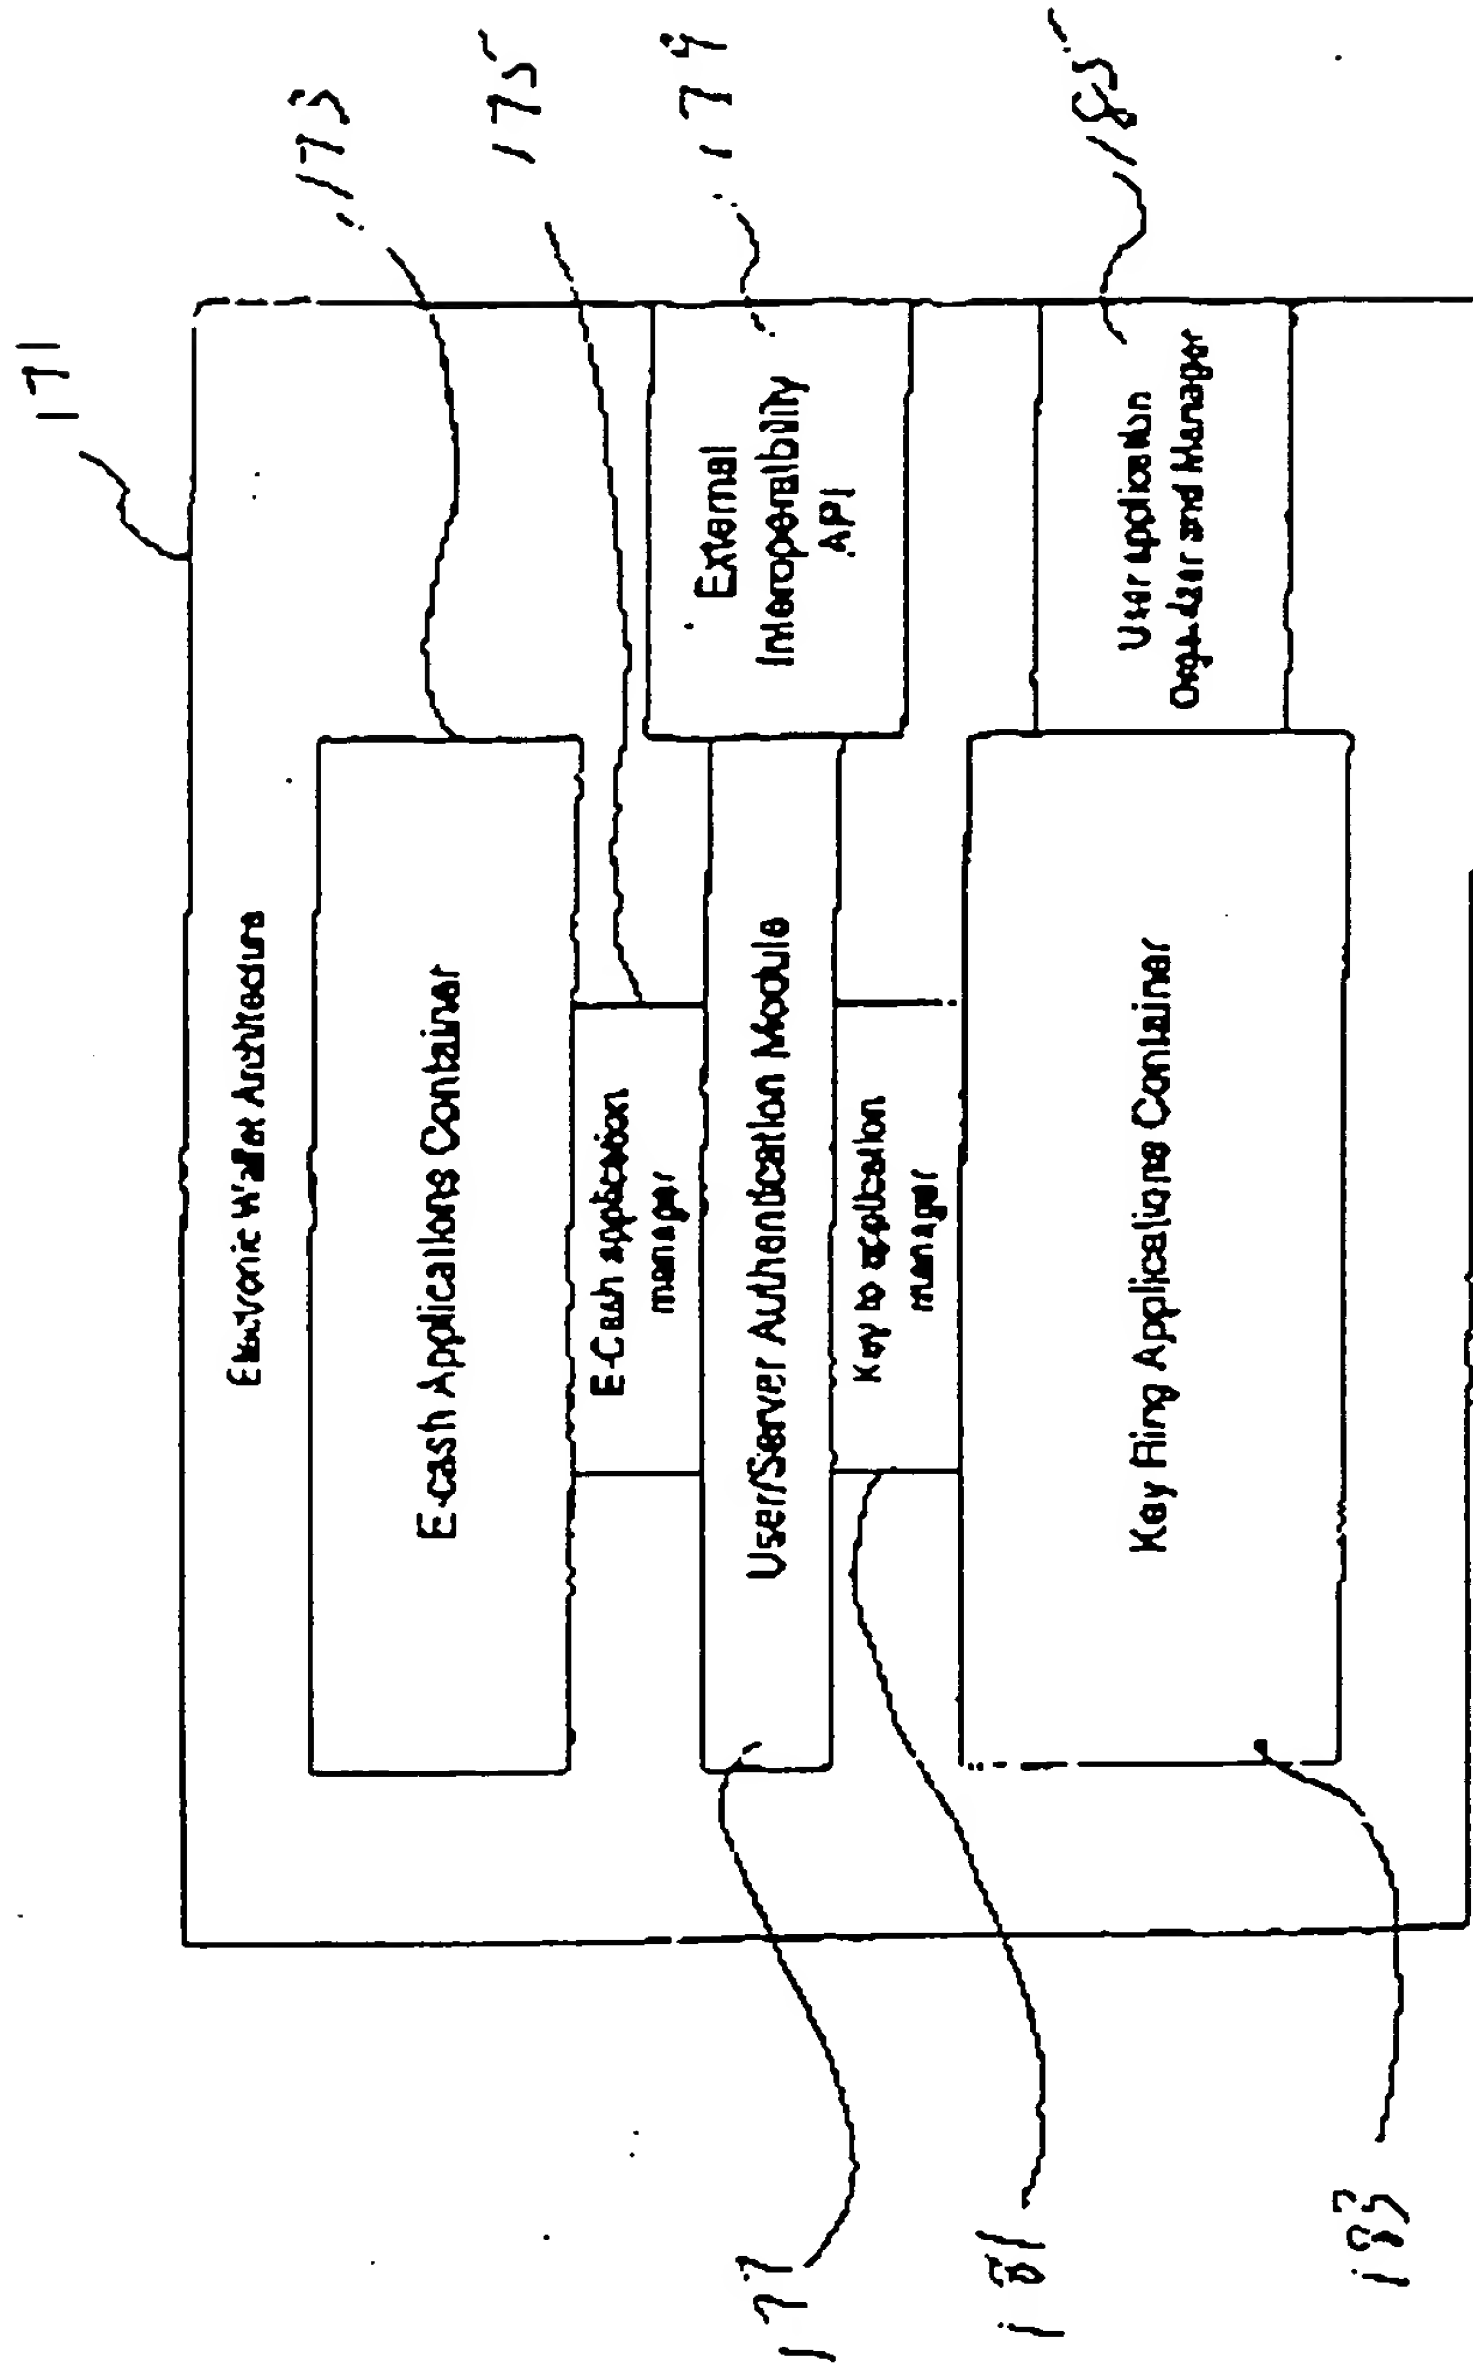 171
173
175
179
185
Electronic Wallet Architecture
E-cash Applications Container
E-Cash application
manager
External
Interoperalbility
API
User/Server Authentication Module
Key to application
manager
User application
Organizer and Manager
Key Ring Applications Container
177
181
183